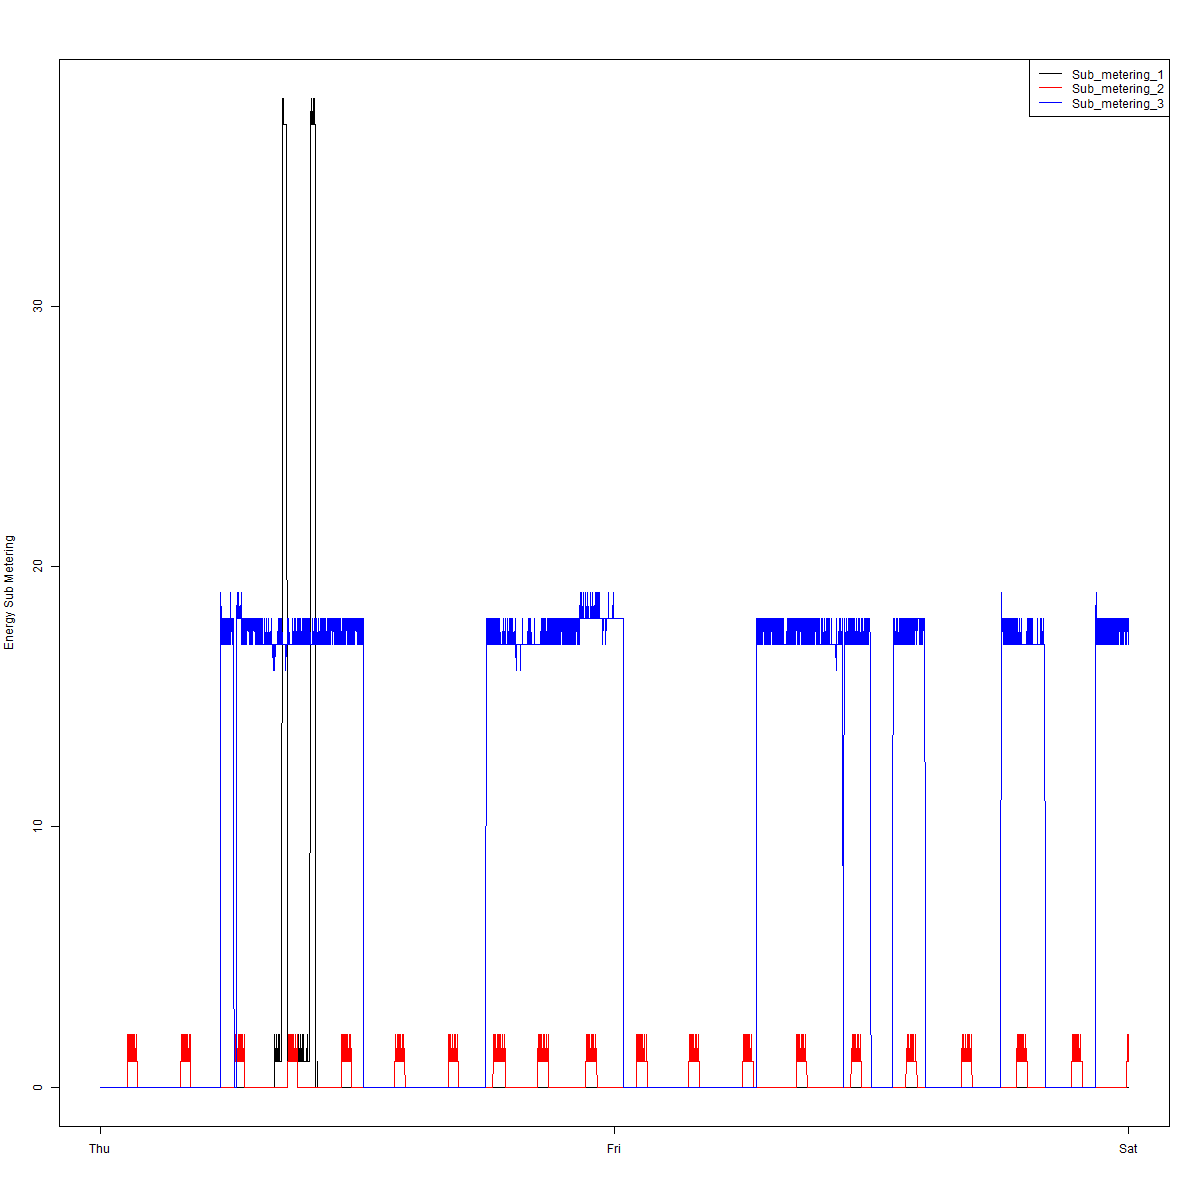 Sub_metering_1
Sub_metering_2
Sub_metering_3
30
20
10
0
Energy Sub Metering
Thu
Fri
Sat